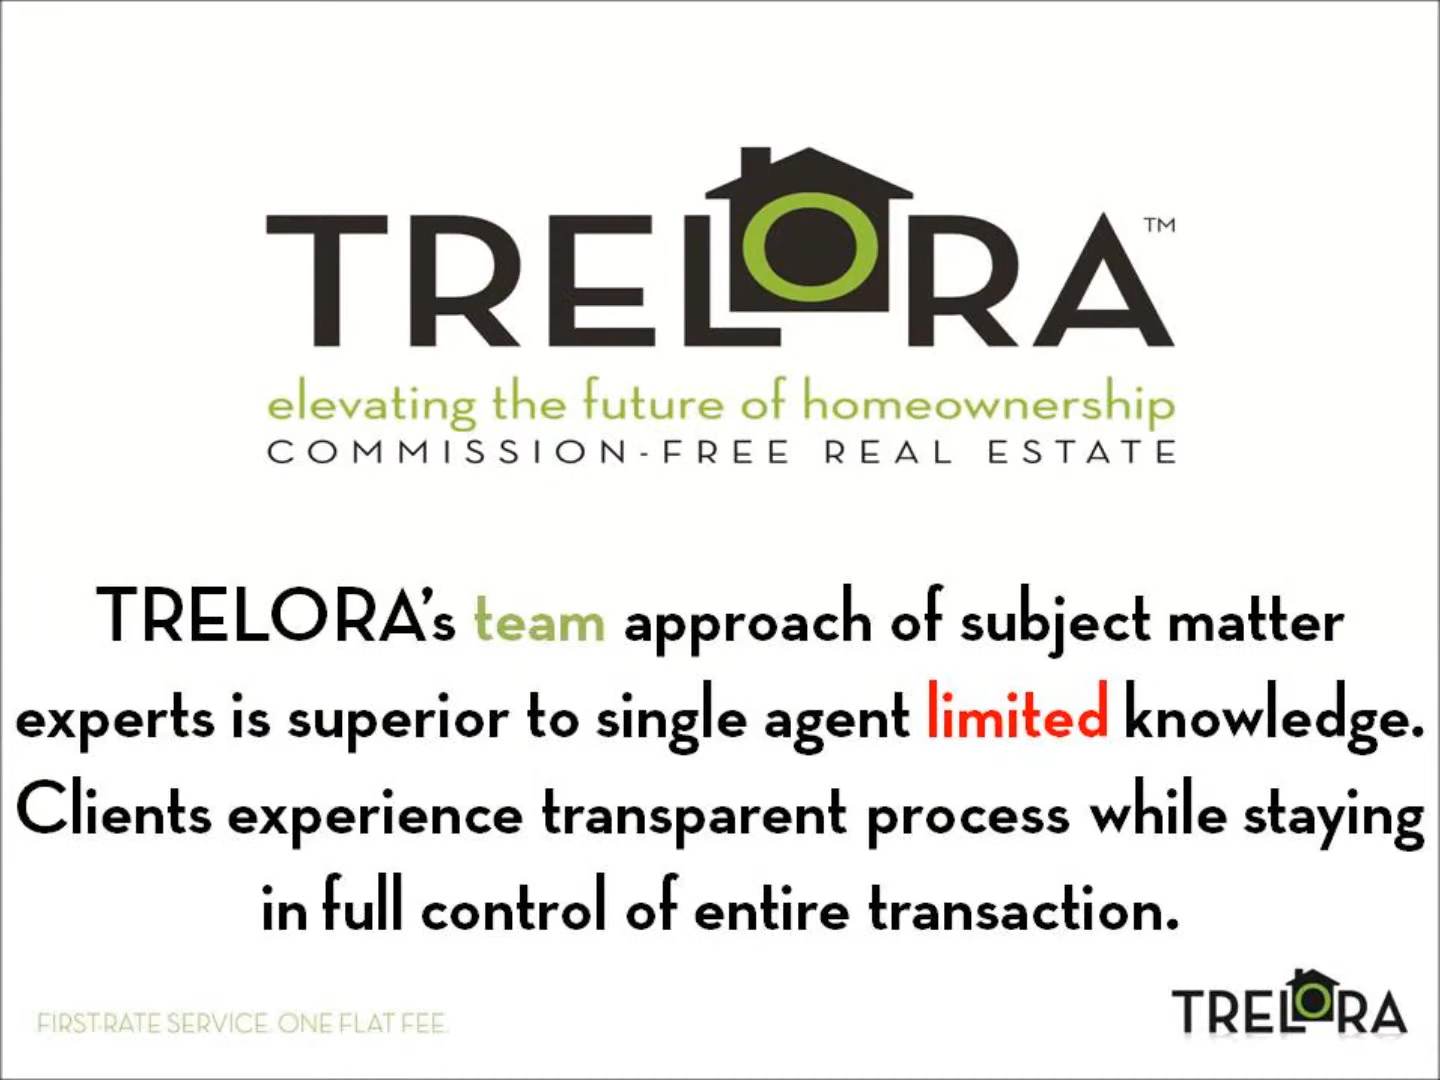 TRELORA™
elevating the future of homeownership
COMMISSION-FREE REAL ESTATE
TRELORA's team approach of subject matter
experts is superior to single agent limited knowledge.
Clients experience transparent process while staying
in full control of entire transaction.
FIRST-RATE SERVICE. ONE FLAT FEE.
TRELORA